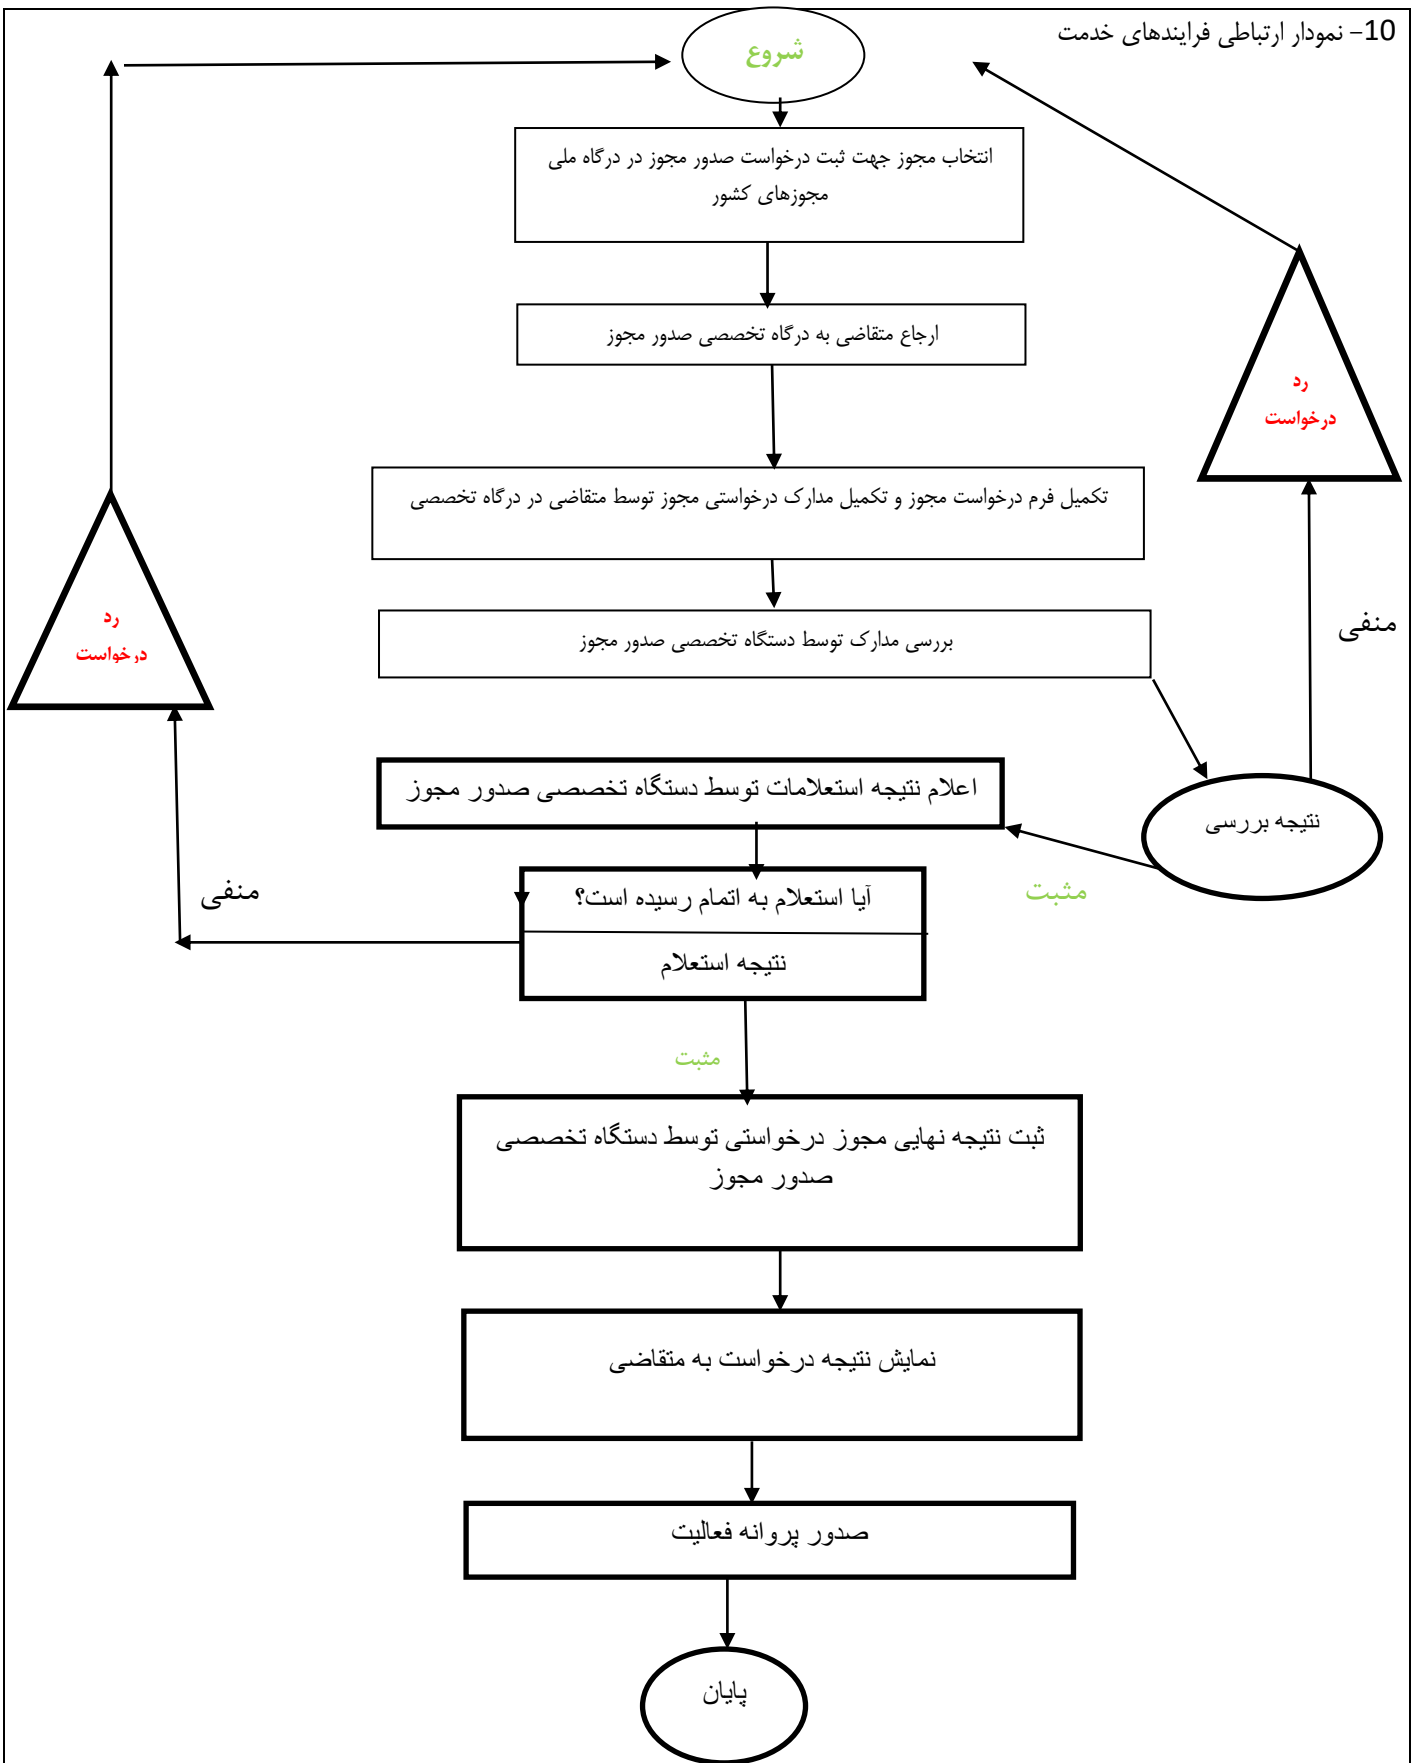 10- نمودار ارتباطی فرایندهای خدمت
شروع
انتخاب مجوز جهت ثبت درخواست صدور مجوز در درگاه ملی
مجوزهای کشور
ارجاع متقاضی به درگاه تخصصی صدور مجوز
رد
درخواست
تکمیل فرم درخواست مجوز و تکمیل مدارک درخواستی مجوز توسط متقاضی در درگاه تخصصی
منفی
بررسی مدارک توسط دستگاه تخصصی صدور مجوز
رد
درخواست
اعلام نتیجه استعلامات توسط دستگاه تخصصی صدور مجوز
نتیجه بررسی
مثبت
آیا استعلام به اتمام رسیده است؟
منفی
نتیجه استعلام
مثبت
ثبت نتیجه نهایی مجوز درخواستی توسط دستگاه تخصصی
صدور مجوز
نمایش نتیجه درخواست به متقاضی
صدور پروانه فعالیت
پایان